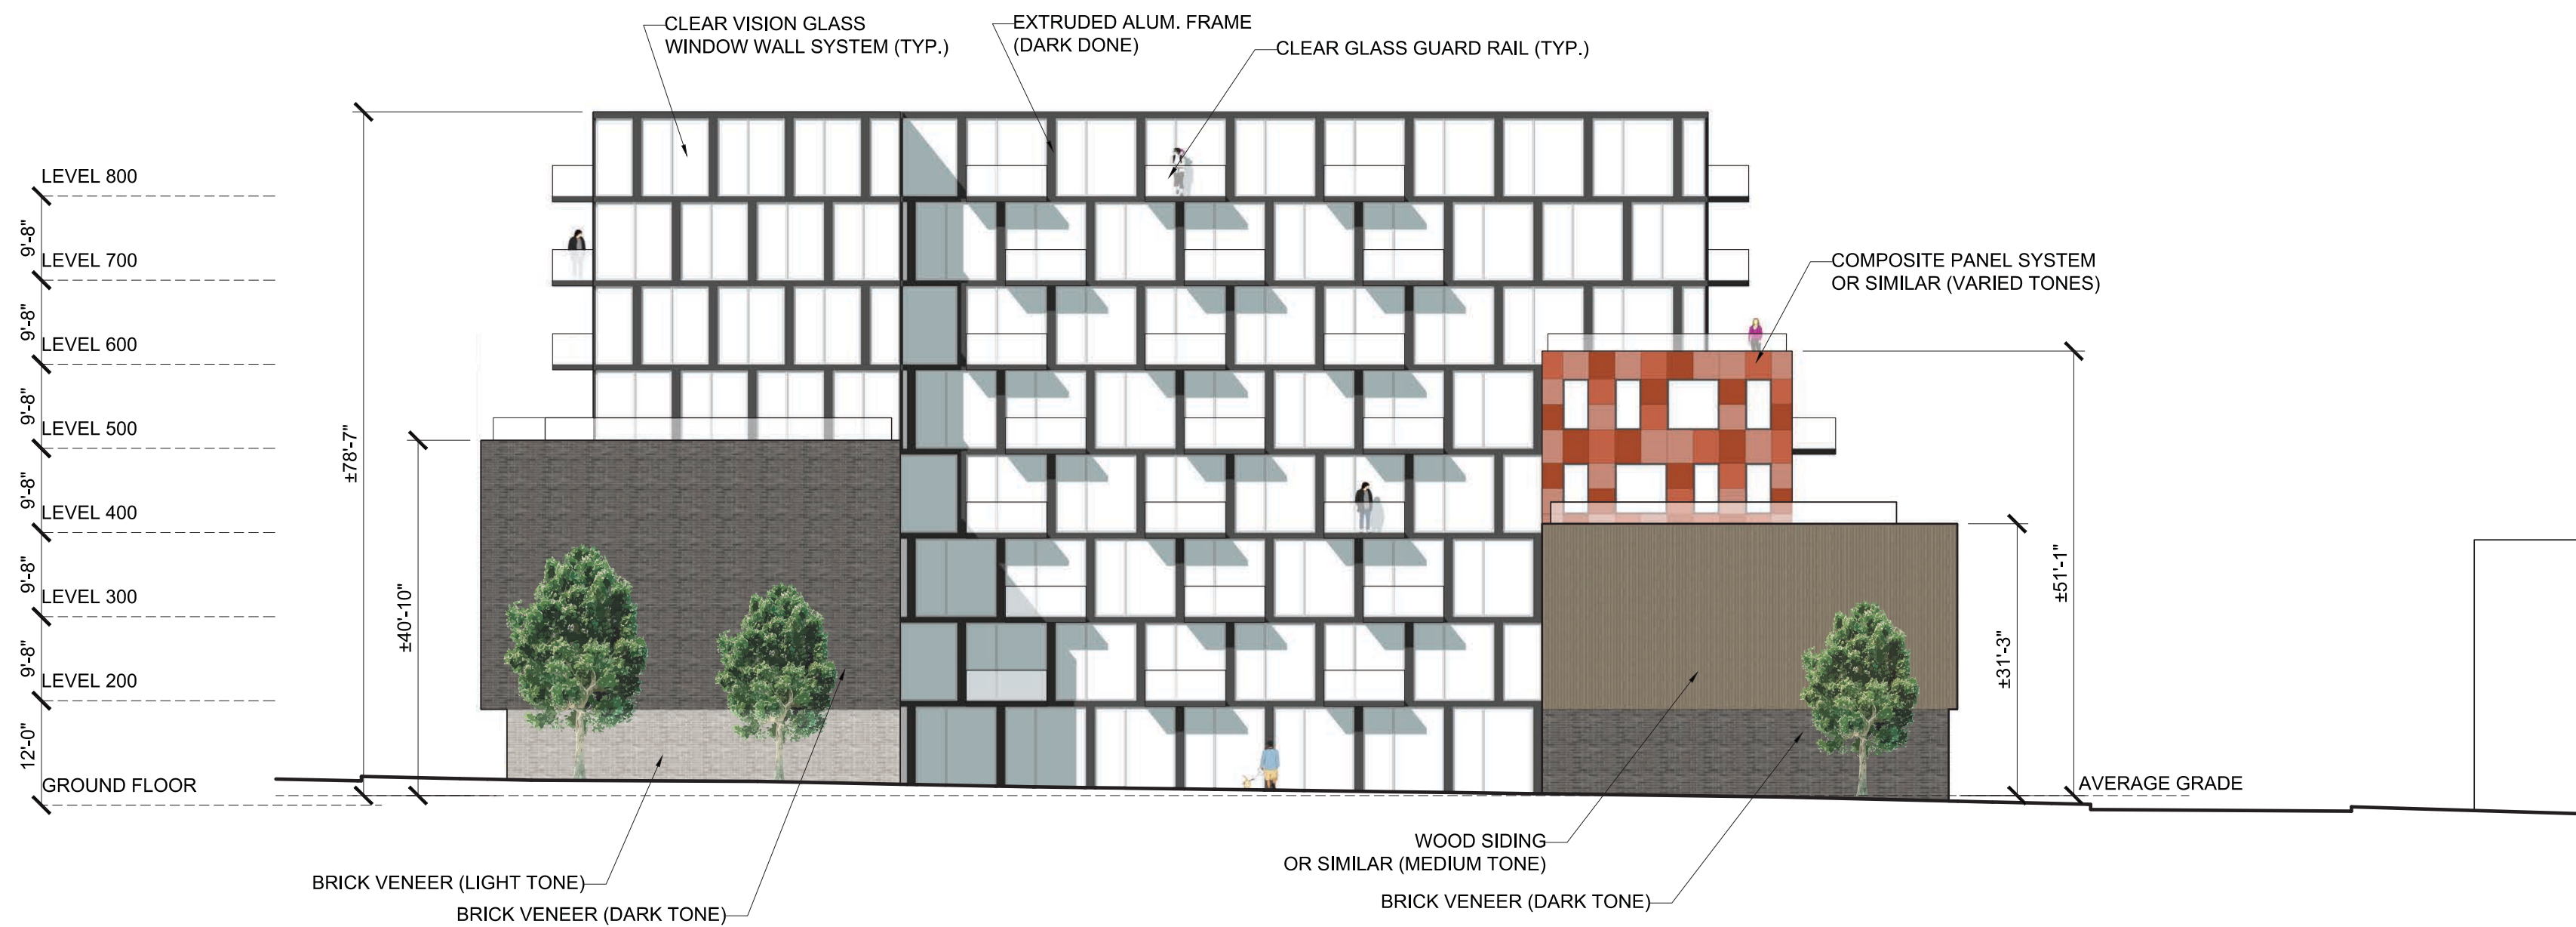 CLEAR VISION GLASS
WINDOW WALL SYSTEM (TYP.)
EXTRUDED ALUM. FRAME
(DARK DONE)
CLEAR GLASS GUARD RAIL (TYP.)
COMPOSITE PANEL SYSTEM
OR SIMILAR (VARIED TONES)
LEVEL 800
9'-8"
LEVEL 700
9'-8"
LEVEL 600
9'-8"
LEVEL 500
9'-8"
LEVEL 400
9'-8"
LEVEL 300
9'-8"
LEVEL 200
12'-0"
GROUND FLOOR
±78'-7"
±40'-10"
±31'-3"
±51'-1"
AVERAGE GRADE
WOOD SIDING
OR SIMILAR (MEDIUM TONE)
BRICK VENEER (DARK TONE)
BRICK VENEER (LIGHT TONE)
BRICK VENEER (DARK TONE)